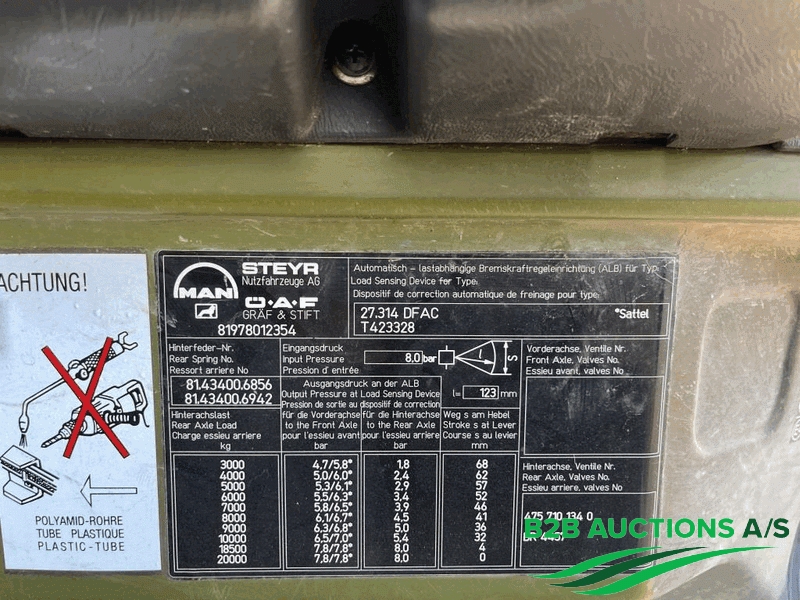 ACHTUNG!
POLYAMID-ROHRE
TUBE PLASTIQUE
PLASTIC-TUBE
MAN
STEYR
Nutzfahrzeuge AG
Ö·A·F
GRÄF & STIFT
81978012354
Automatisch - lastabhängige Bremskraftregeleinrichtung (ALB) für Typ:
Load Sensing Device for Type:
Dispositif de correction automatique de freinage pour type:
27.314 DFAC °Sattel
T423328
Hinterfeder-Nr.
Rear Spring No.
Ressort arriere No
81.43400.6856
81.43400.6942
Eingangsdruck
Input Pressure 8,0 bar
Pression d'entrée
L
S
Ausgangsdruck an der ALB
Output Pressure at Load Sensing Device
Pression de sortie au dispositif de correction
l= 123 mm
Vorderachse, Ventile Nr.
Front Axle, Valves No.
Essieu avant, valves No
Hinterachslast
Rear Axle Load
Charge essieu arriere
kg
für die Vorderachse
to the Front Axle
pour l'essieu avant
bar
für die Hinterachse
to the Rear Axle
pour l'essieu arriere
bar
Weg s am Hebel
Stroke s at Lever
Course s au levier
mm
3000 4,7/5,8° 1,8 68
4000 5,0/6,0° 2,4 62
5000 5,3/6,1° 2,9 57
6000 5,5/6,3° 3,4 52
7000 5,8/6,5° 3,9 46
8000 6,1/6,7° 4,5 41
9000 6,3/6,8° 5,0 36
10000 6,5/7,0° 5,4 32
18500 7,8/7,8° 8,0 4
20000 7,8/7,8° 8,0 0
Hinterachse, Ventile Nr.
Rear Axle, Valves No.
Essieu arriere, valves No
475 710 134 0
B2B AUCTIONS A/S